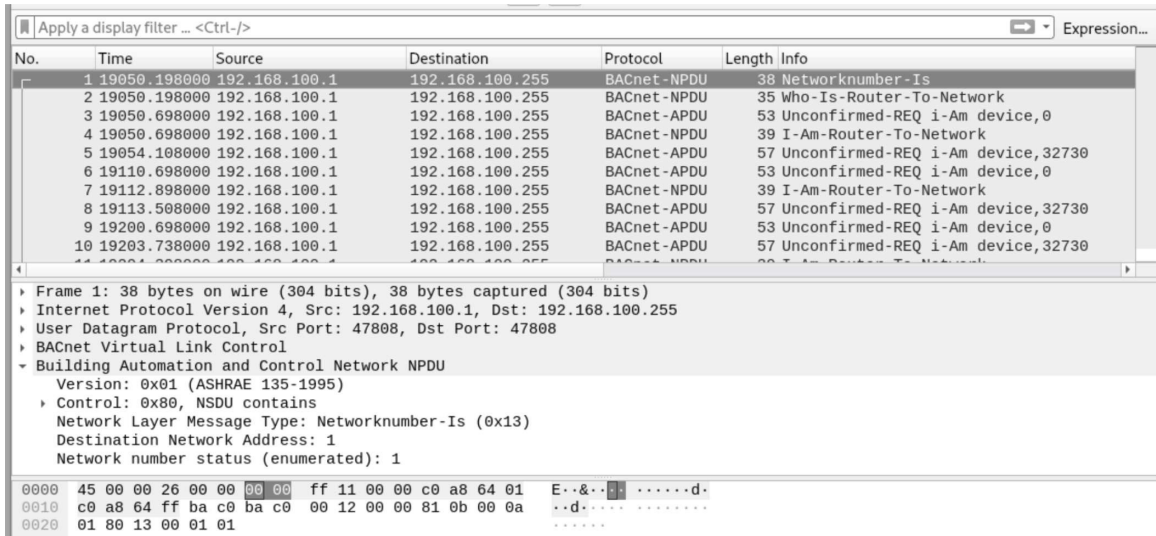 Apply a display filter ... <Ctrl-/> Expression...
No. Time Source Destination Protocol Length Info
1 19050.198000 192.168.100.1 192.168.100.255 BACnet-NPDU 38 Networknumber-Is
2 19050.198000 192.168.100.1 192.168.100.255 BACnet-NPDU 35 Who-Is-Router-To-Network
3 19050.698000 192.168.100.1 192.168.100.255 BACnet-APDU 53 Unconfirmed-REQ i-Am device,0
4 19050.698000 192.168.100.1 192.168.100.255 BACnet-NPDU 39 I-Am-Router-To-Network
5 19054.108000 192.168.100.1 192.168.100.255 BACnet-APDU 57 Unconfirmed-REQ i-Am device,32730
6 19110.698000 192.168.100.1 192.168.100.255 BACnet-APDU 53 Unconfirmed-REQ i-Am device,0
7 19112.898000 192.168.100.1 192.168.100.255 BACnet-NPDU 39 I-Am-Router-To-Network
8 19113.508000 192.168.100.1 192.168.100.255 BACnet-APDU 57 Unconfirmed-REQ i-Am device,32730
9 19200.698000 192.168.100.1 192.168.100.255 BACnet-APDU 53 Unconfirmed-REQ i-Am device,0
10 19203.738000 192.168.100.1 192.168.100.255 BACnet-APDU 57 Unconfirmed-REQ i-Am device,32730
Frame 1: 38 bytes on wire (304 bits), 38 bytes captured (304 bits)
Internet Protocol Version 4, Src: 192.168.100.1, Dst: 192.168.100.255
User Datagram Protocol, Src Port: 47808, Dst Port: 47808
BACnet Virtual Link Control
Building Automation and Control Network NPDU
Version: 0x01 (ASHRAE 135-1995)
Control: 0x80, NSDU contains
Network Layer Message Type: Networknumber-Is (0x13)
Destination Network Address: 1
Network number status (enumerated): 1
0000 45 00 00 26 00 00 00 00 ff 11 00 00 c0 a8 64 01 E··&···· ······d·
0010 c0 a8 64 ff ba c0 ba c0 00 12 00 00 81 0b 00 0a ··d····· ········
0020 01 80 13 00 01 01 ······